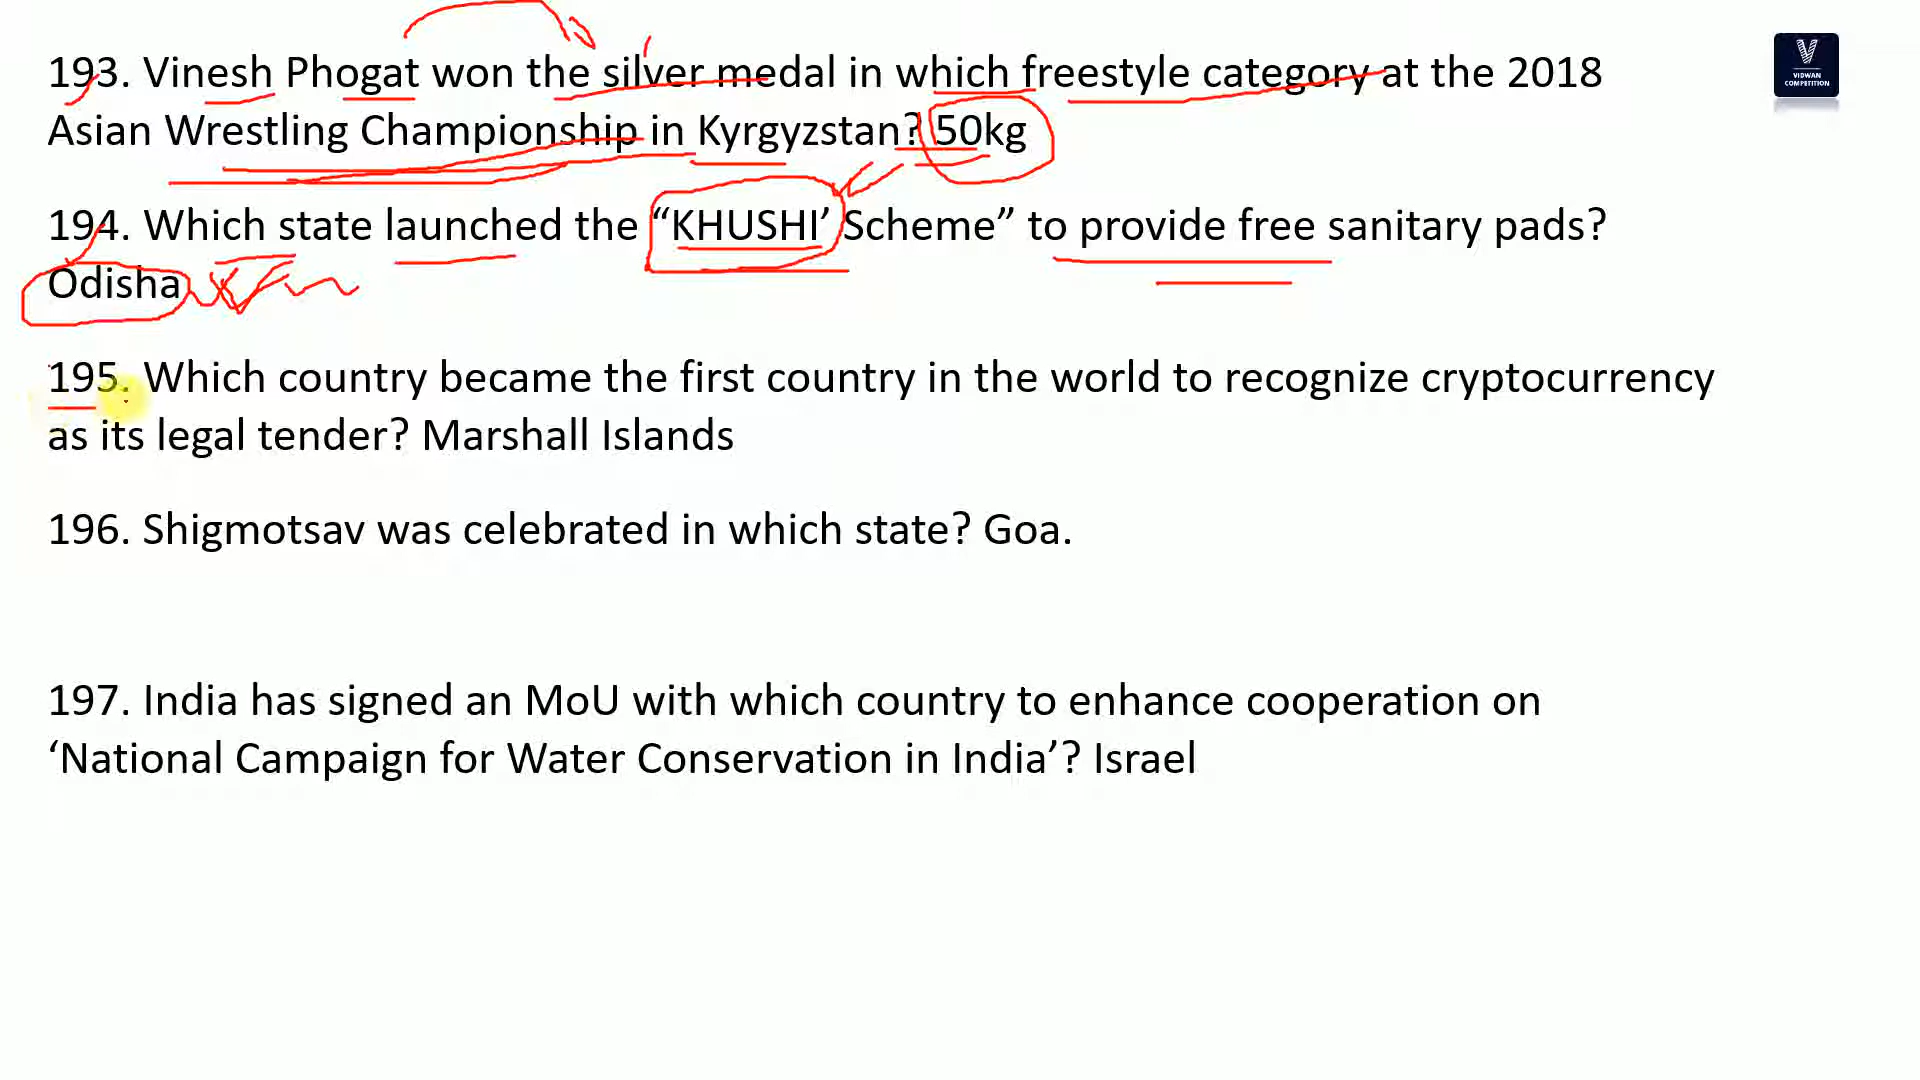 193. Vinesh Phogat won the silver medal in which freestyle category at the 2018
Asian Wrestling Championship in Kyrgyzstan? 50kg
194. Which state launched the “KHUSHI’ Scheme” to provide free sanitary pads?
Odisha
195. Which country became the first country in the world to recognize cryptocurrency
as its legal tender? Marshall Islands
196. Shigmotsav was celebrated in which state? Goa.
197. India has signed an MoU with which country to enhance cooperation on
‘National Campaign for Water Conservation in India’? Israel
V
VIDWAN
COMPETITION